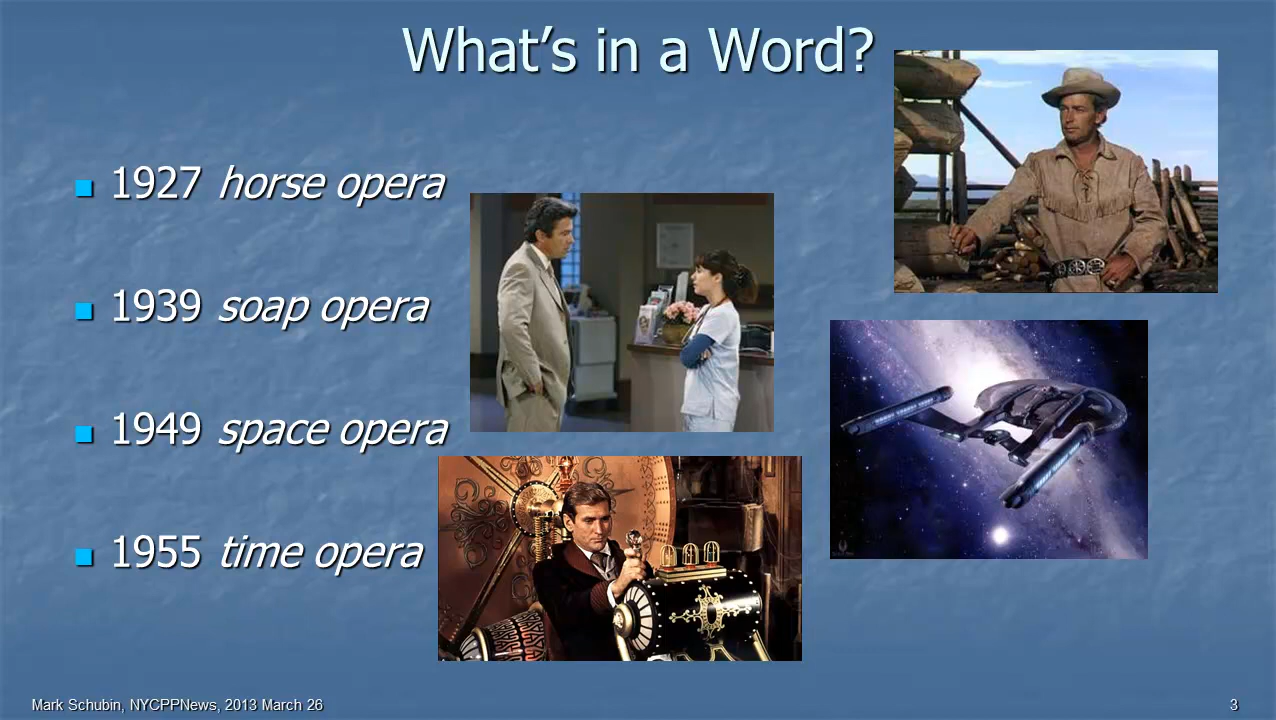 What’s in a Word?
1927 horse opera
1939 soap opera
1949 space opera
1955 time opera
Mark Schubin, NYCPPNews, 2013 March 26
3